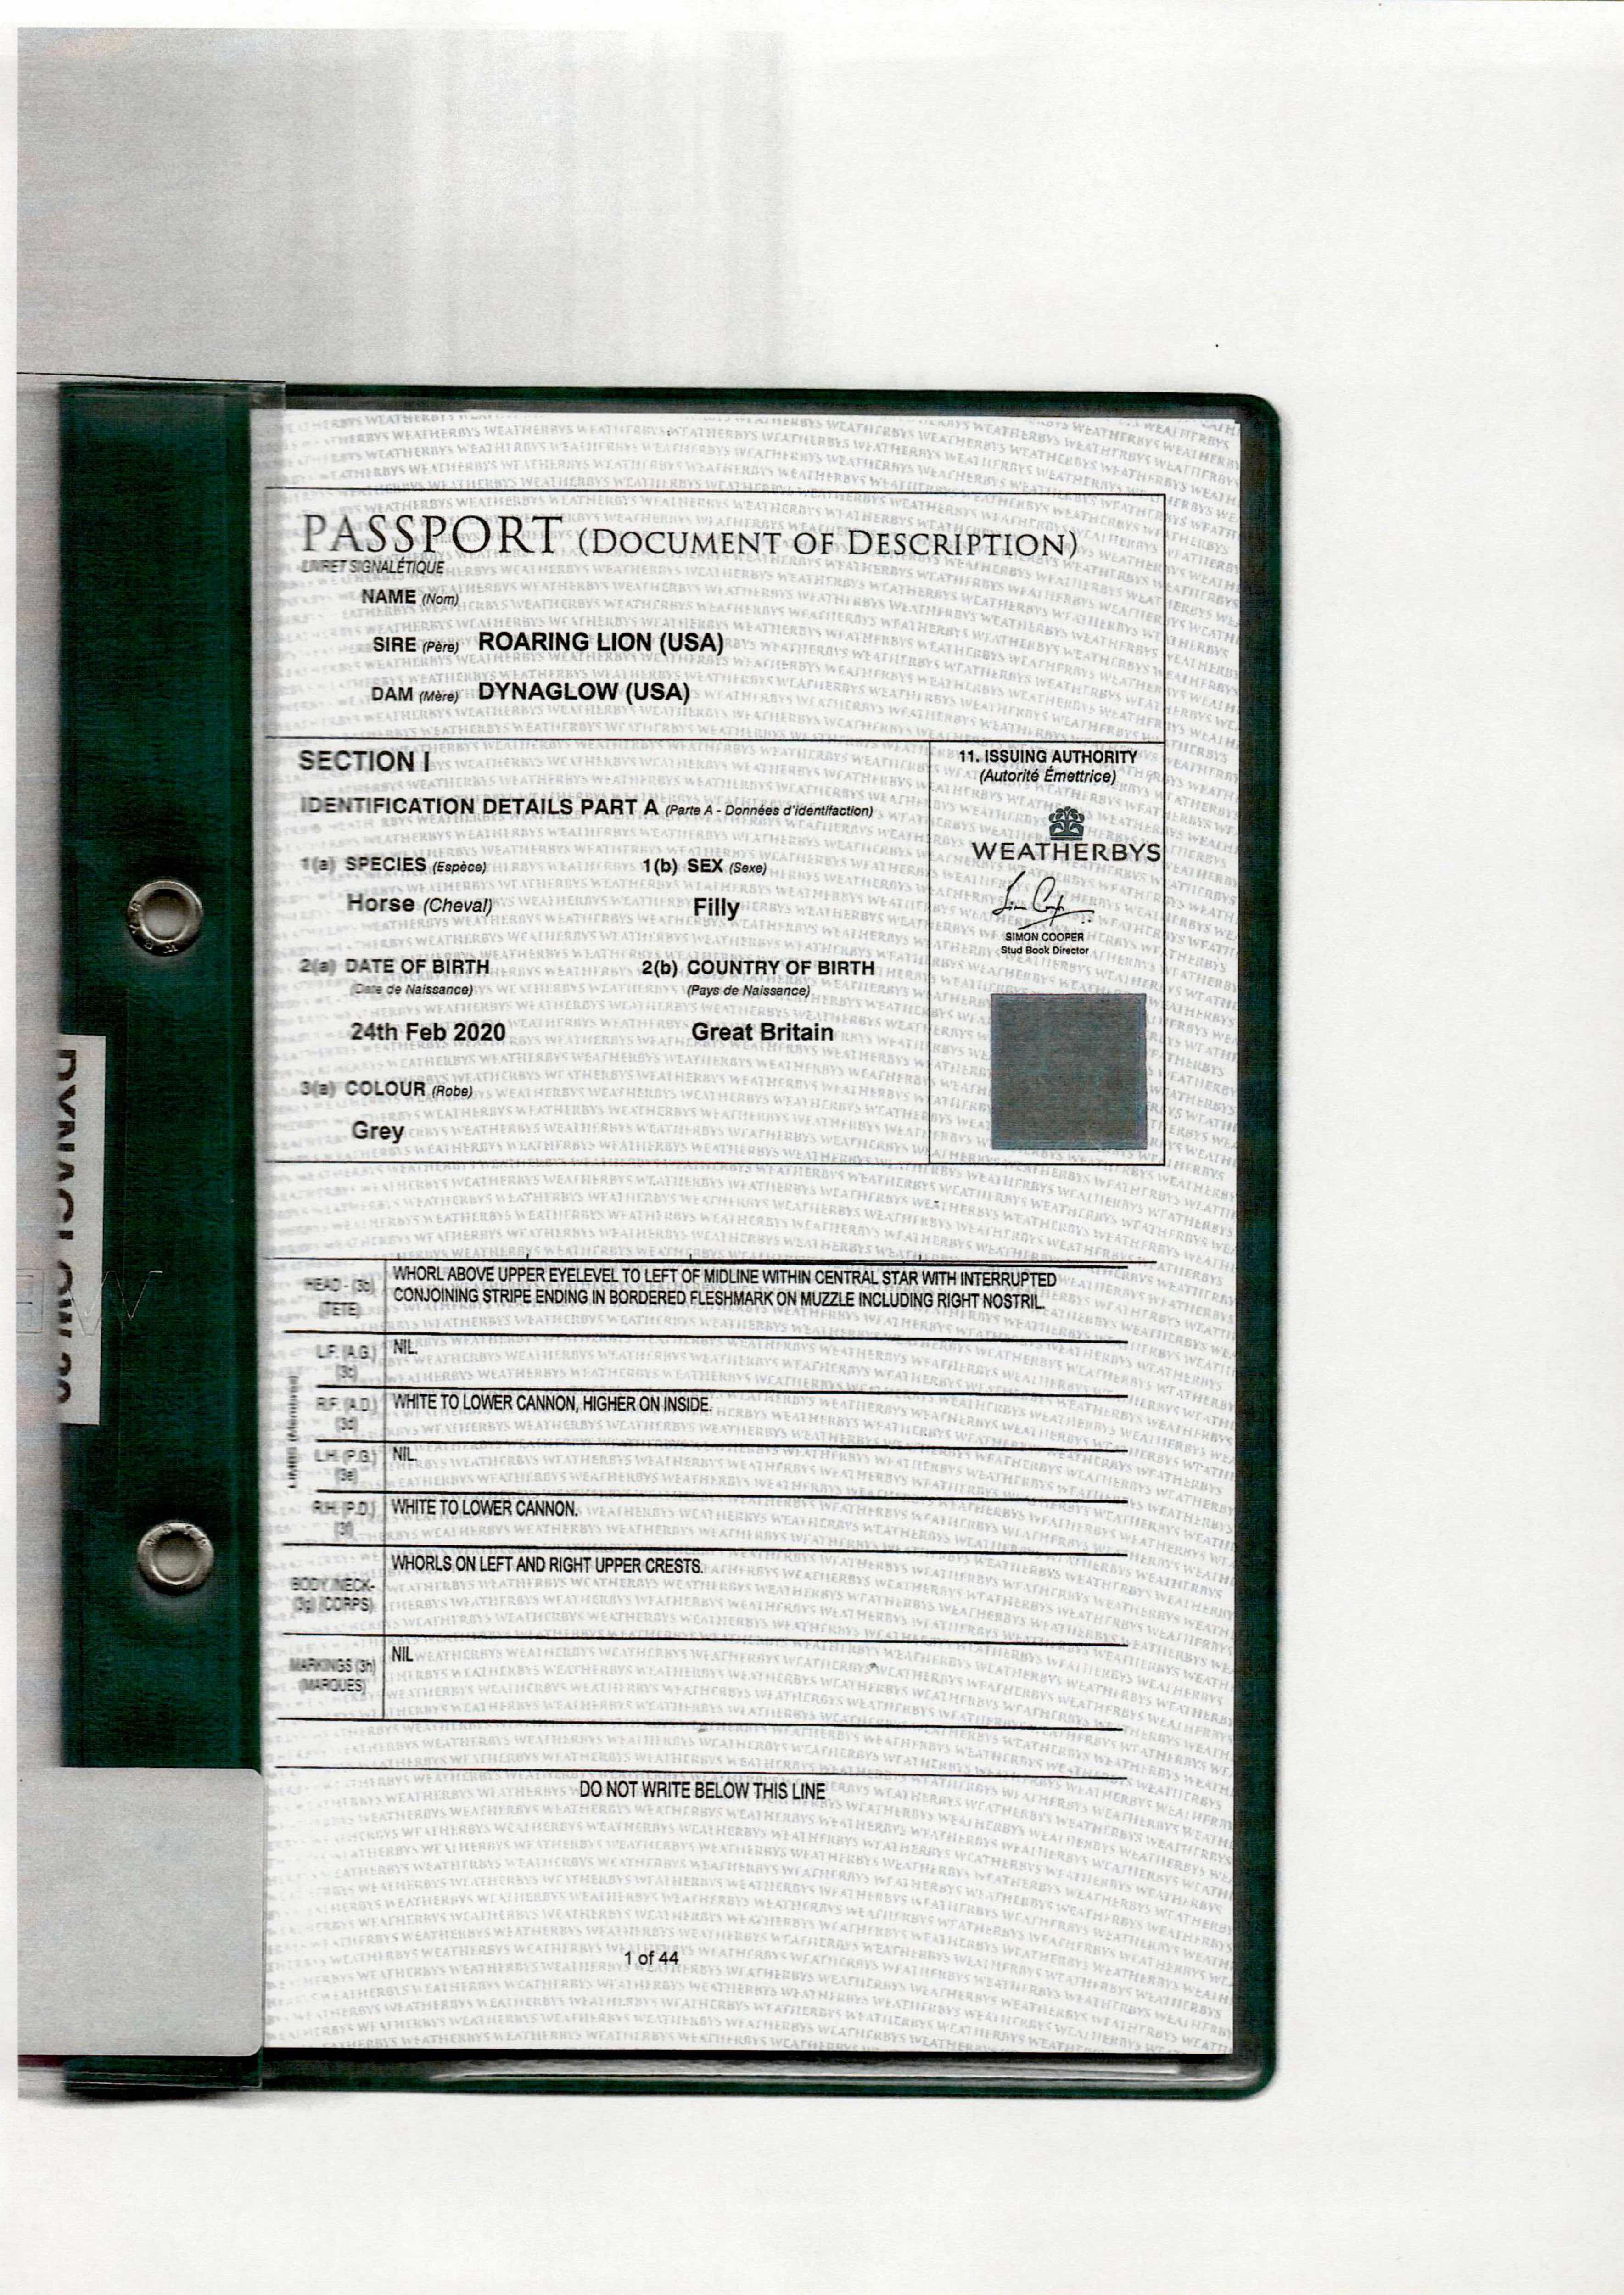 PASSPORT (DOCUMENT OF DESCRIPTION)
LIVRET SIGNALÉTIQUE
NAME (Nom)
SIRE (Père) ROARING LION (USA)
DAM (Mère) DYNAGLOW (USA)
SECTION I
IDENTIFICATION DETAILS PART A (Parte A - Données d'identifaction)
1(a) SPECIES (Espèce) 1(b) SEX (Sexe)
Horse (Cheval) Filly
2(a) DATE OF BIRTH 2(b) COUNTRY OF BIRTH
(Date de Naissance) (Pays de Naissance)
24th Feb 2020 Great Britain
3(a) COLOUR (Robe)
Grey
11. ISSUING AUTHORITY
(Autorité Émettrice)
WEATHERBYS
SIMON COOPER
Stud Book Director
HEAD - (3b) WHORL ABOVE UPPER EYELEVEL TO LEFT OF MIDLINE WITHIN CENTRAL STAR WITH INTERRUPTED
(TETE) CONJOINING STRIPE ENDING IN BORDERED FLESHMARK ON MUZZLE INCLUDING RIGHT NOSTRIL.
LIMBS (Membres)
L.F. (A.G.) NIL.
(3c)
R.F. (A.D.) WHITE TO LOWER CANNON, HIGHER ON INSIDE.
(3d)
L.H. (P.G.) NIL.
(3e)
R.H. (P.D.) WHITE TO LOWER CANNON.
(3f)
WHORLS ON LEFT AND RIGHT UPPER CRESTS.
BODY/NECK-
(3g) (CORPS)
MARKINGS (3h) NIL
(MARQUES)
DO NOT WRITE BELOW THIS LINE
1 of 44